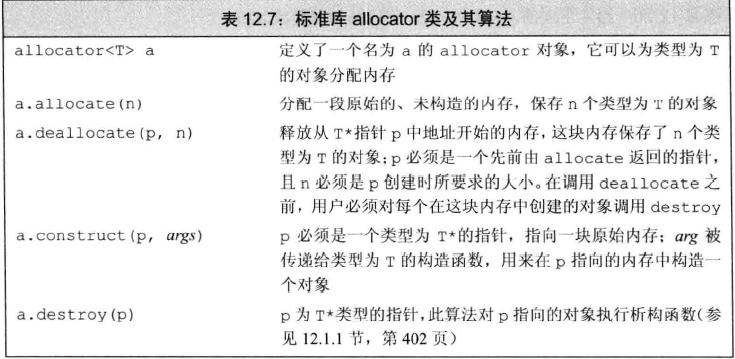 表 12.7：标准库 allocator 类及其算法
allocator<T> a 定义了一个名为 a 的 allocator 对象，它可以为类型为 T
的对象分配内存
a.allocate(n) 分配一段原始的、未构造的内存，保存 n 个类型为 T 的对象
a.deallocate(p, n) 释放从 T*指针 p 中地址开始的内存，这块内存保存了 n 个类
型为 T 的对象；p 必须是一个先前由 allocate 返回的指针，
且 n 必须是 p 创建时所要求的大小。在调用 deallocate 之
前，用户必须对每个在这块内存中创建的对象调用 destroy
a.construct(p, args) p 必须是一个类型为 T*的指针，指向一块原始内存；arg 被
传递给类型为 T 的构造函数，用来在 p 指向的内存中构造一
个对象
a.destroy(p) p 为 T*类型的指针，此算法对 p 指向的对象执行析构函数（参
见 12.1.1 节，第 402 页）